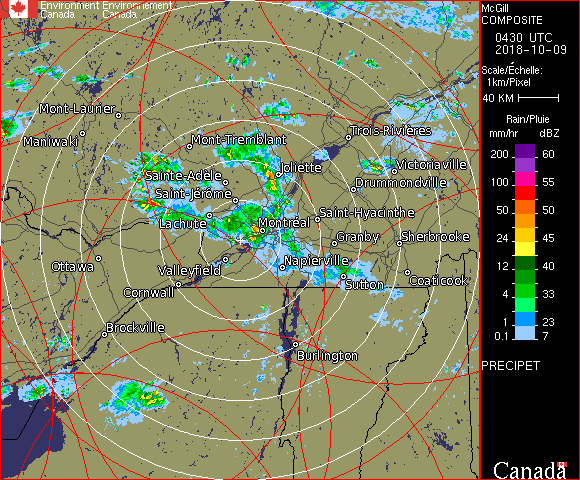 Environment Environnement
Canada Canada
McGill
COMPOSITE
0430 UTC
2018-10-09
Scale/Échelle:
1km/Pixel
40 KM
Rain/Pluie
mm/hr dBZ
200 60
100 55
50 50
24 45
12 40
4 33
1 23
0.1 7
PRECIPET
Canada
Mont-Laurier
Maniwaki
Mont-Tremblant
Trois-Rivières
Joliette
Victoriaville
Sainte-Adèle
Drummondville
Saint-Jérôme
Saint-Hyacinthe
Lachute
Montréal
Granby
Sherbrooke
Ottawa
Valleyfield
Napierville
Cornwall
Sutton
Coaticook
Brockville
Burlington